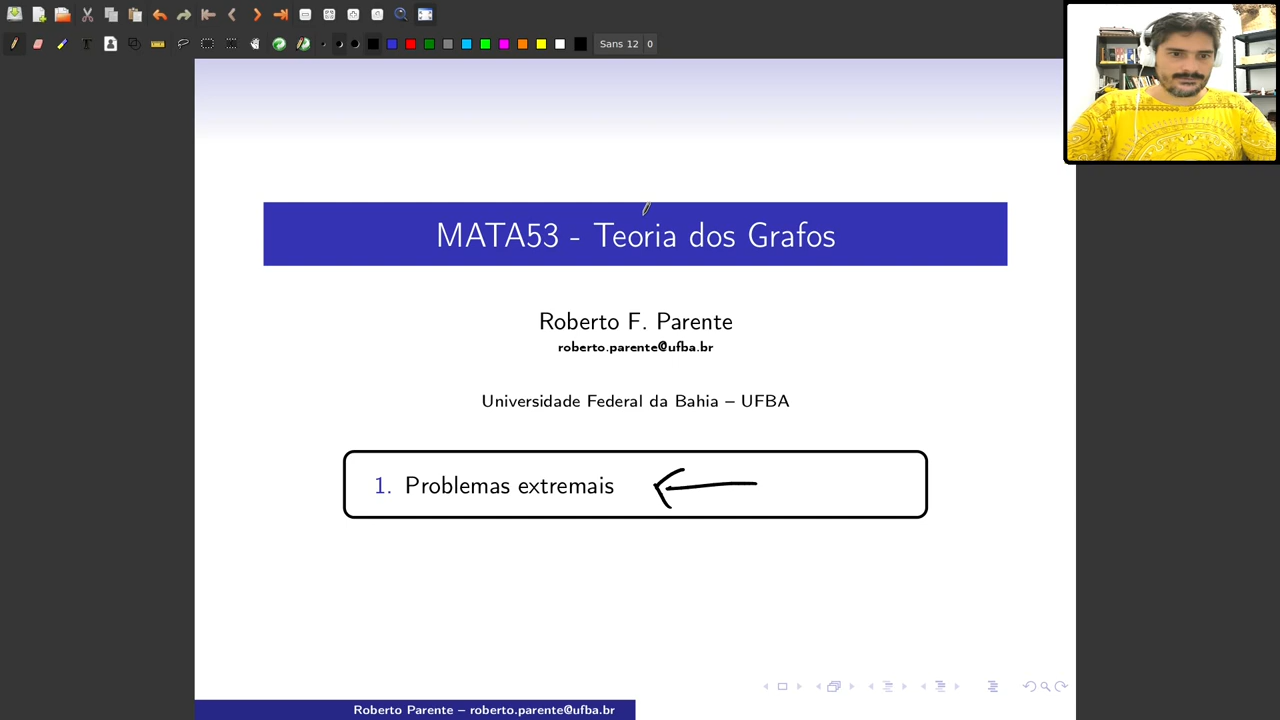 Sans 12 0
MATA53 - Teoria dos Grafos
Roberto F. Parente
roberto.parente@ufba.br
Universidade Federal da Bahia – UFBA
1. Problemas extremais
Roberto Parente – roberto.parente@ufba.br